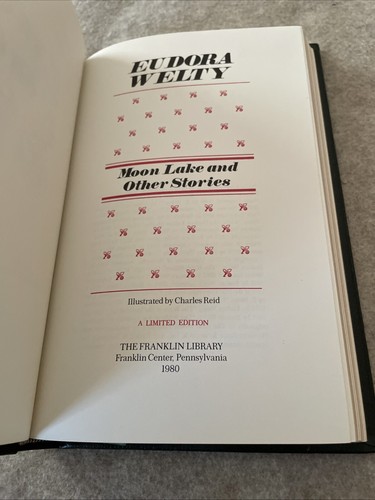 EUDORA
WELTY
Moon Lake and
Other Stories
Illustrated by Charles Reid
A LIMITED EDITION
THE FRANKLIN LIBRARY
Franklin Center, Pennsylvania
1980